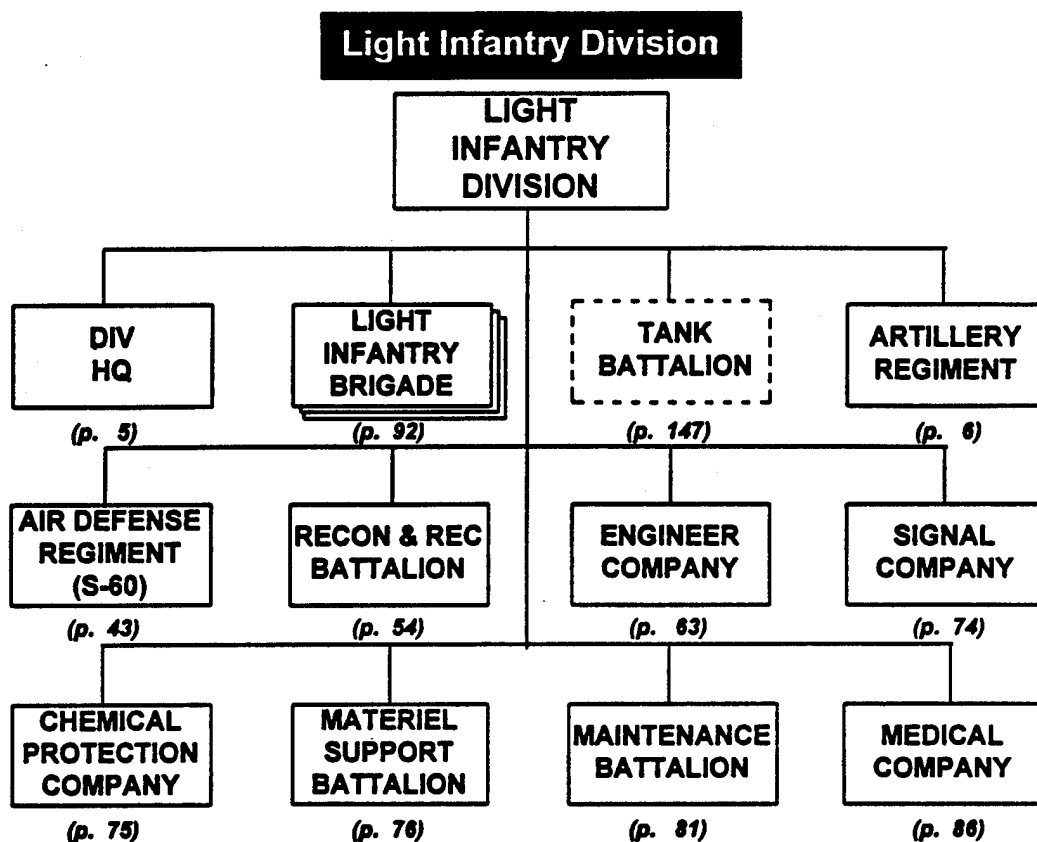 Light Infantry Division
LIGHT
INFANTRY
DIVISION
DIV
HQ
(p. 5)
LIGHT
INFANTRY
BRIGADE
(p. 92)
TANK
BATTALION
(p. 147)
ARTILLERY
REGIMENT
(p. 6)
AIR DEFENSE
REGIMENT
(S-60)
(p. 43)
RECON & REC
BATTALION
(p. 54)
ENGINEER
COMPANY
(p. 63)
SIGNAL
COMPANY
(p. 74)
CHEMICAL
PROTECTION
COMPANY
(p. 75)
MATERIEL
SUPPORT
BATTALION
(p. 76)
MAINTENANCE
BATTALION
(p. 81)
MEDICAL
COMPANY
(p. 86)